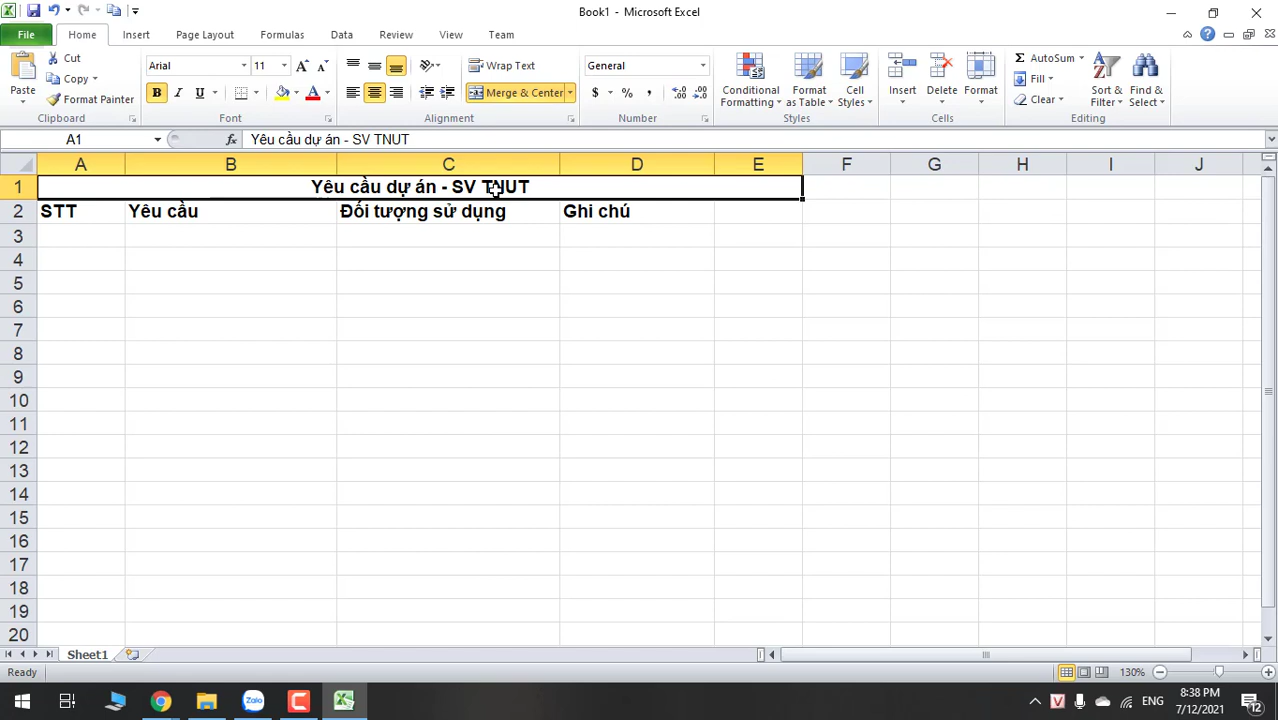 Book1 - Microsoft Excel
File Home Insert Page Layout Formulas Data Review View Team
Paste
Cut
Copy
Format Painter
Clipboard
Arial 11
B I U A
Font
Wrap Text
Merge & Center
Alignment
General
$ % ,
Number
Conditional Formatting
Format as Table
Cell Styles
Styles
Insert
Delete
Format
Cells
AutoSum
Fill
Clear
Sort & Filter
Find & Select
Editing
A1 fx Yêu cầu dự án - SV TNUT
A B C D E F G H I J
1 Yêu cầu dự án - SV TNUT
2 STT Yêu cầu Đối tượng sử dụng Ghi chú
3
4
5
6
7
8
9
10
11
12
13
14
15
16
17
18
19
20
Sheet1
Ready 130%
Zalo ENG 8:38 PM
7/12/2021 12